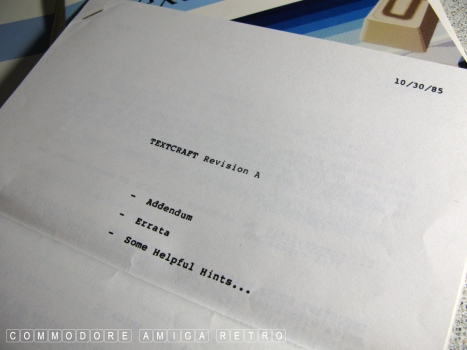 10/30/85
TEXTCRAFT Revision A
- Addendum
- Errata
- Some Helpful Hints...
COMMODORE AMIGA RETRO